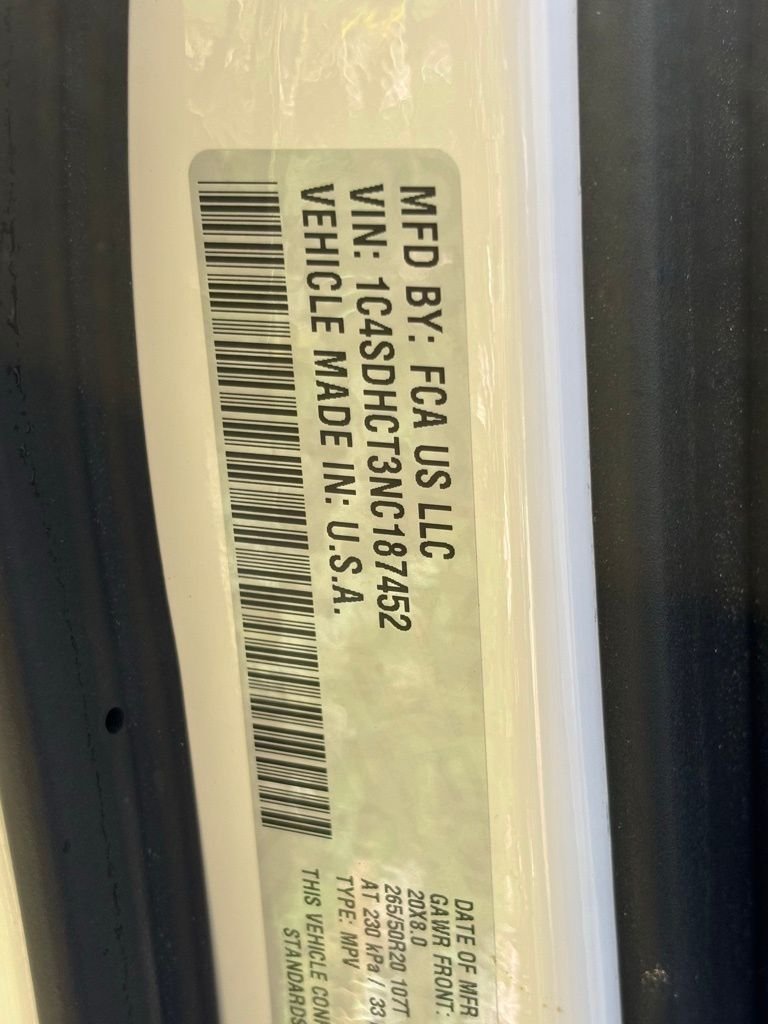 MFD BY: FCA US LLC
VIN: 1C4SDHCT3NC187452
VEHICLE MADE IN: U.S.A.
DATE OF MFR
GAWR FRONT:
20X8.0
265/50R20 107T
AT 230 kPa / 33
TYPE: MPV
THIS VEHICLE CONF
STANDARDS